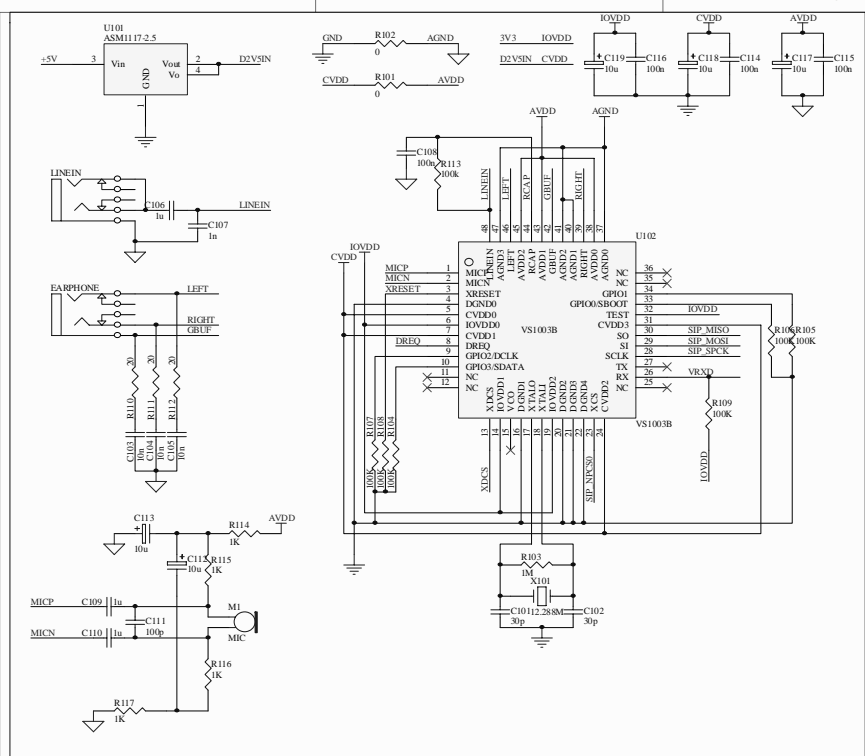 U101
ASM1117-2.5
+5V 3 Vin Vout 2 D2V5IN
Vo 4
GND
1
GND R102 AGND
0
CVDD R101 AVDD
0
3V3 IOVDD
D2V5IN CVDD
IOVDD CVDD AVDD
C119 C116 C118 C114 C117 C115
10u 100n 10u 100n 10u 100n
LINEIN
C106
1u
LINEIN
C107
1n
EARPHONE
LEFT
RIGHT
GBUF
20 20 20
R110 R111 R112
C103 C104 C105
10n 10n 10n
C108
100n
R113
100k
AVDD AGND
LINEIN LEFT RCAP GBUF RIGHT
48 47 46 45 44 43 42 41 40 39 38 37
LINEIN AGND3 LEFT AVDD2 RCAP AVDD1 GBUF AGND2 AGND1 RIGHT AVDD0 AGND0
U102
CVDD IOVDD
MICP 1 MICP
MICN 2 MICN
XRESET 3 XRESET
4 DGND0
5 CVDD0
6 IOVDD0
7 CVDD1
DREQ 8 DREQ
9 GPIO2/DCLK
10 GPIO3/SDATA
11 NC
12 NC
VS1003B
NC 36
NC 35
GPIO1 34
GPIO0/SBOOT 33
TEST 32 IOVDD
CVDD3 31
SO 30 SIP_MISO
SI 29 SIP_MOSI
SCLK 28 SIP_SPCK
TX 27
RX 26 VRXD
NC 25
VS1003B
XDCS IOVDD1 VCO DGND1 XTALO XTALI IOVDD2 DGND2 DGND3 DGND4 XCS CVDD2
13 14 15 16 17 18 19 20 21 22 23 24
XDCS SIP_NPCS0
R106 R105
100K 100K
R109
100K
IOVDD
R107 R108 R104
100K 100K 100K
R103
1M
X101
C101 12.288M C102
30p 30p
C113
10u
R114
1K
AVDD
C112
10u
R115
1K
MICP C109 1u
C111
100p
MICN C110 1u
M1
MIC
R116
1K
R117
1K